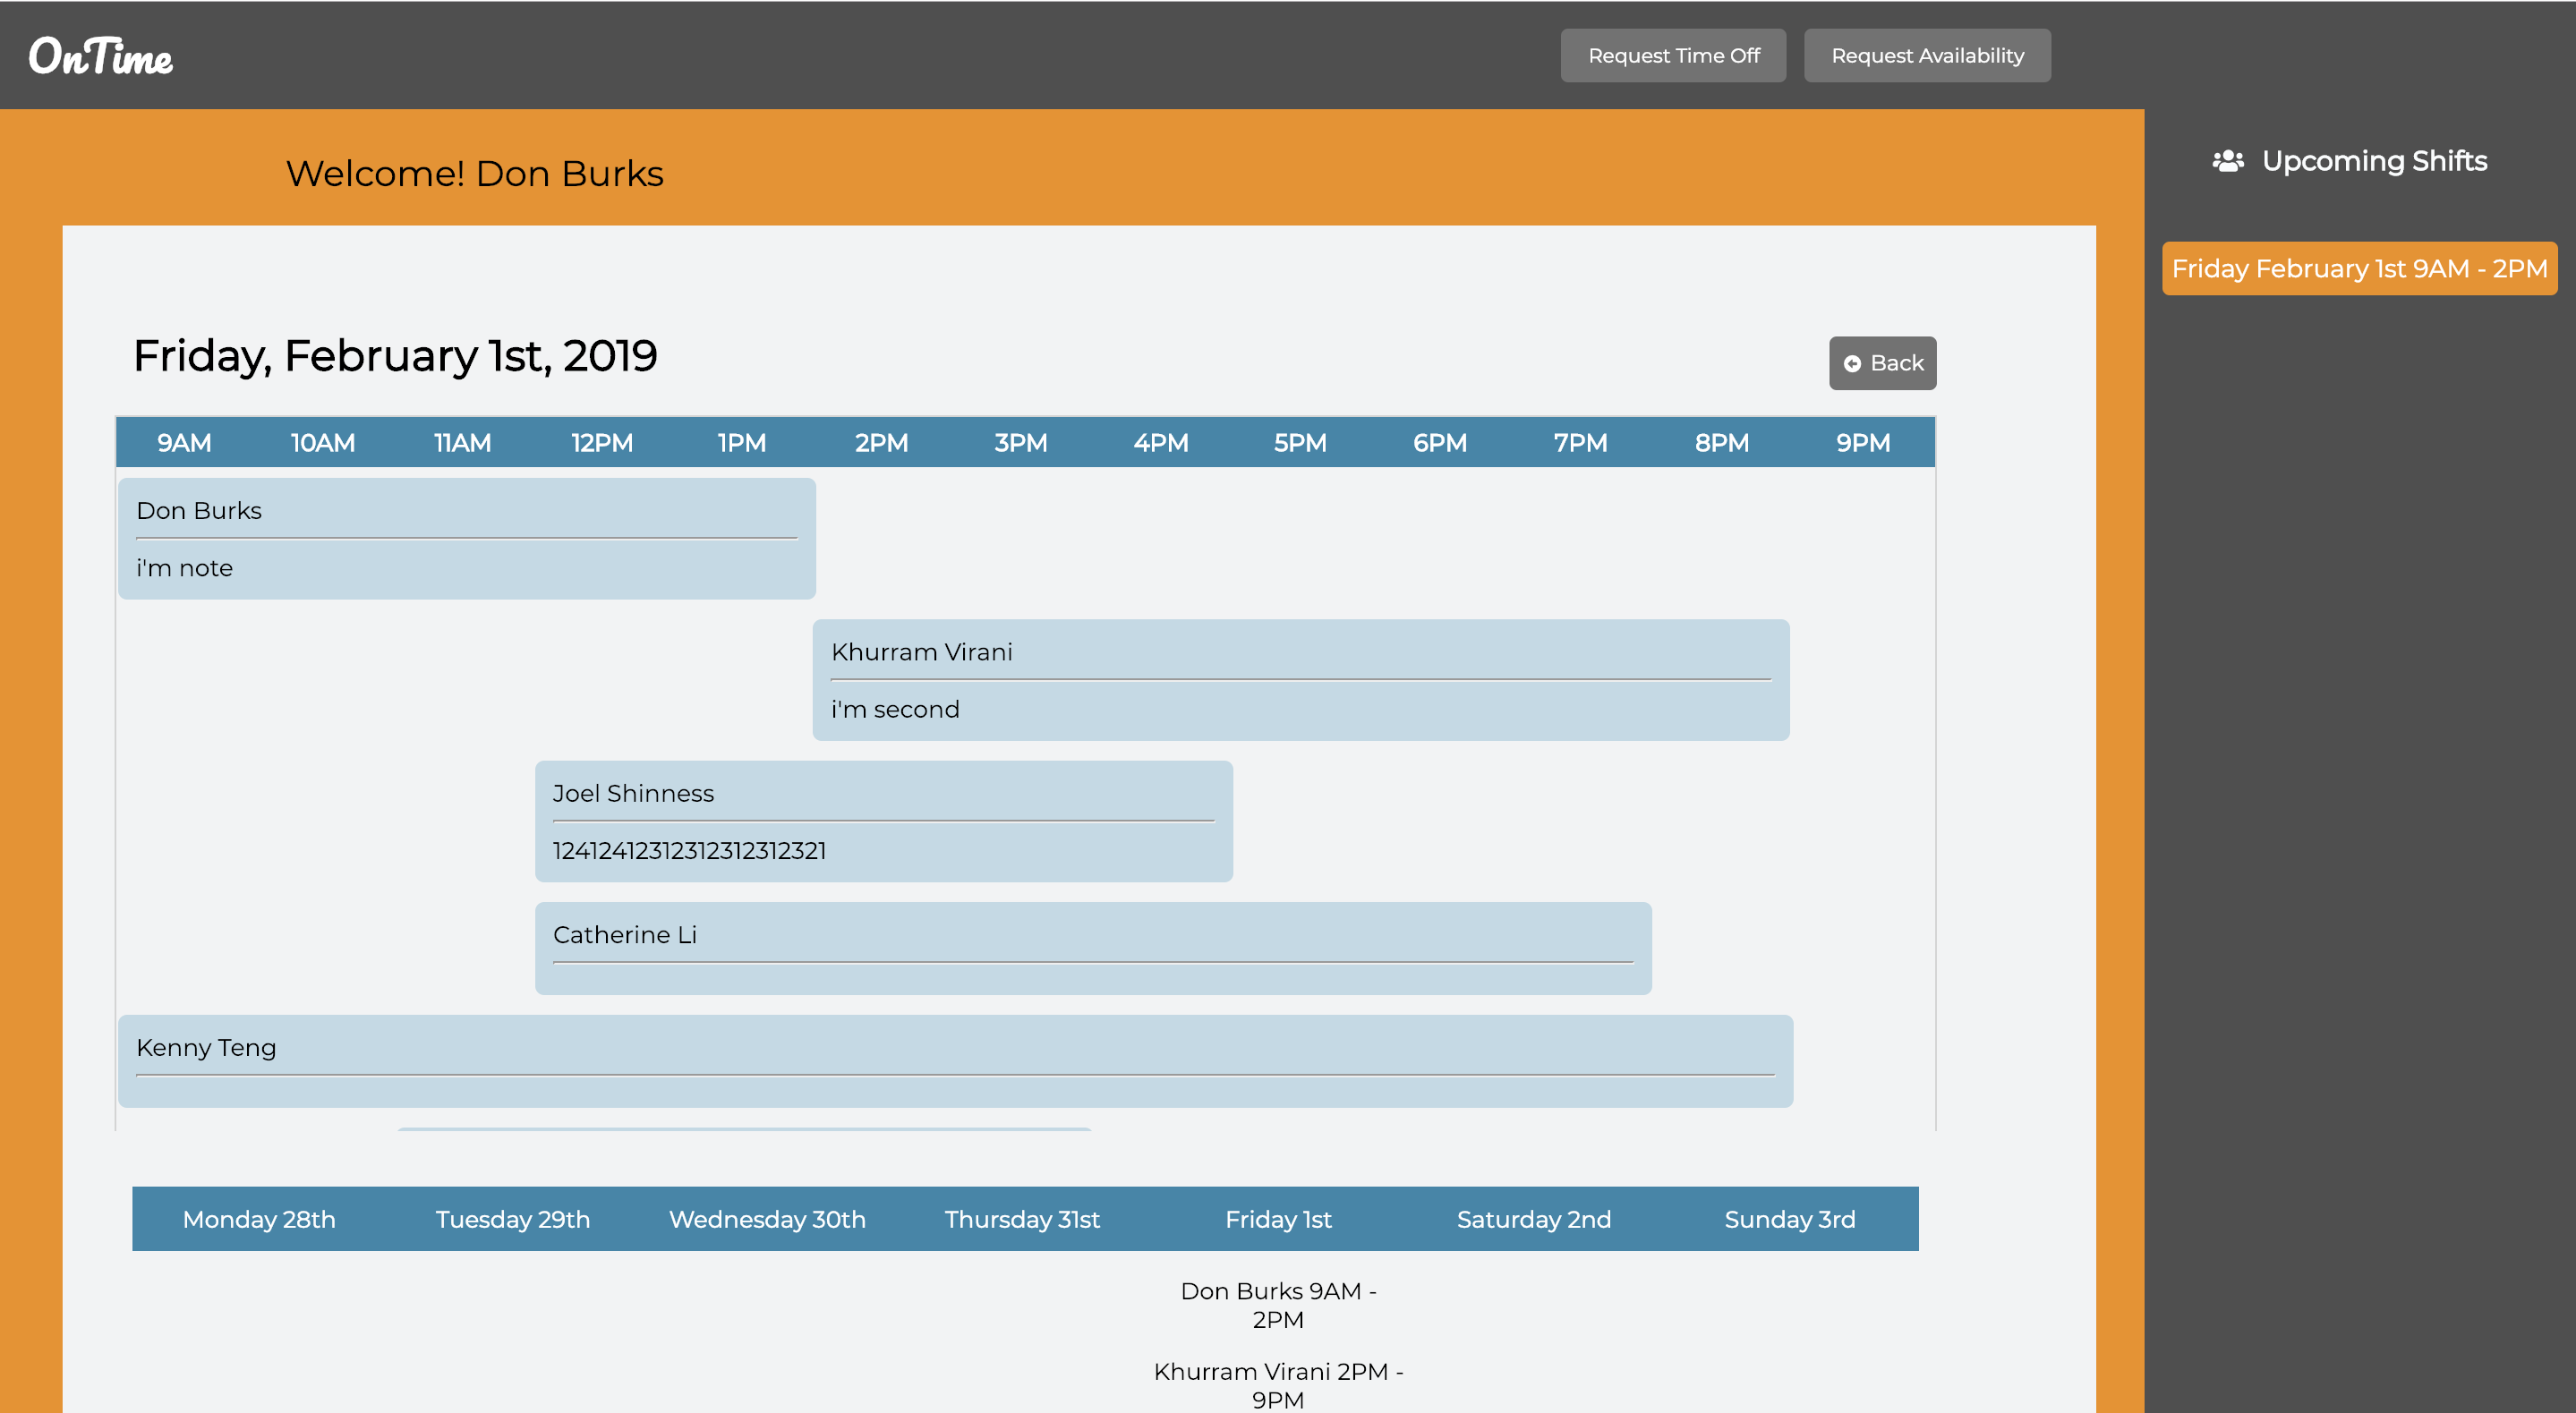 OnTime
Request Time Off
Request Availability
Welcome! Don Burks
Upcoming Shifts
Friday February 1st 9AM - 2PM
Friday, February 1st, 2019
Back
9AM 10AM 11AM 12PM 1PM 2PM 3PM 4PM 5PM 6PM 7PM 8PM 9PM
Don Burks
i'm note
Khurram Virani
i'm second
Joel Shinness
1241241231231231231232​1
Catherine Li
Kenny Teng
Monday 28th Tuesday 29th Wednesday 30th Thursday 31st Friday 1st Saturday 2nd Sunday 3rd
Don Burks 9AM -
2PM
Khurram Virani 2PM -
9PM